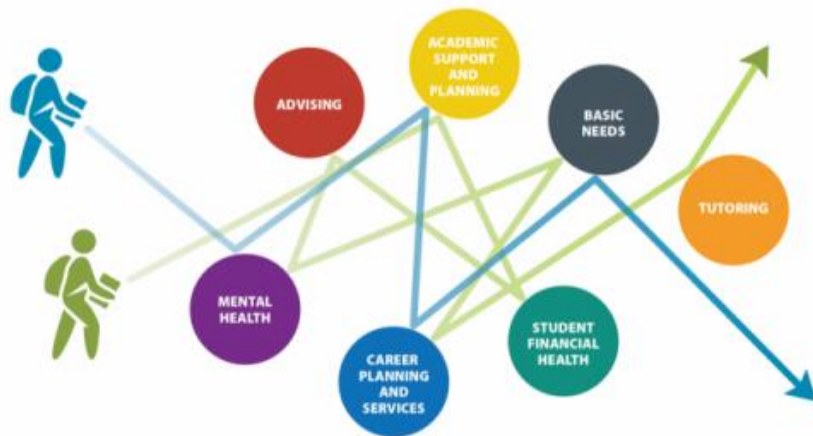 ADVISING
ACADEMIC
SUPPORT
AND
PLANNING
BASIC
NEEDS
TUTORING
MENTAL
HEALTH
CAREER
PLANNING
AND
SERVICES
STUDENT
FINANCIAL
HEALTH